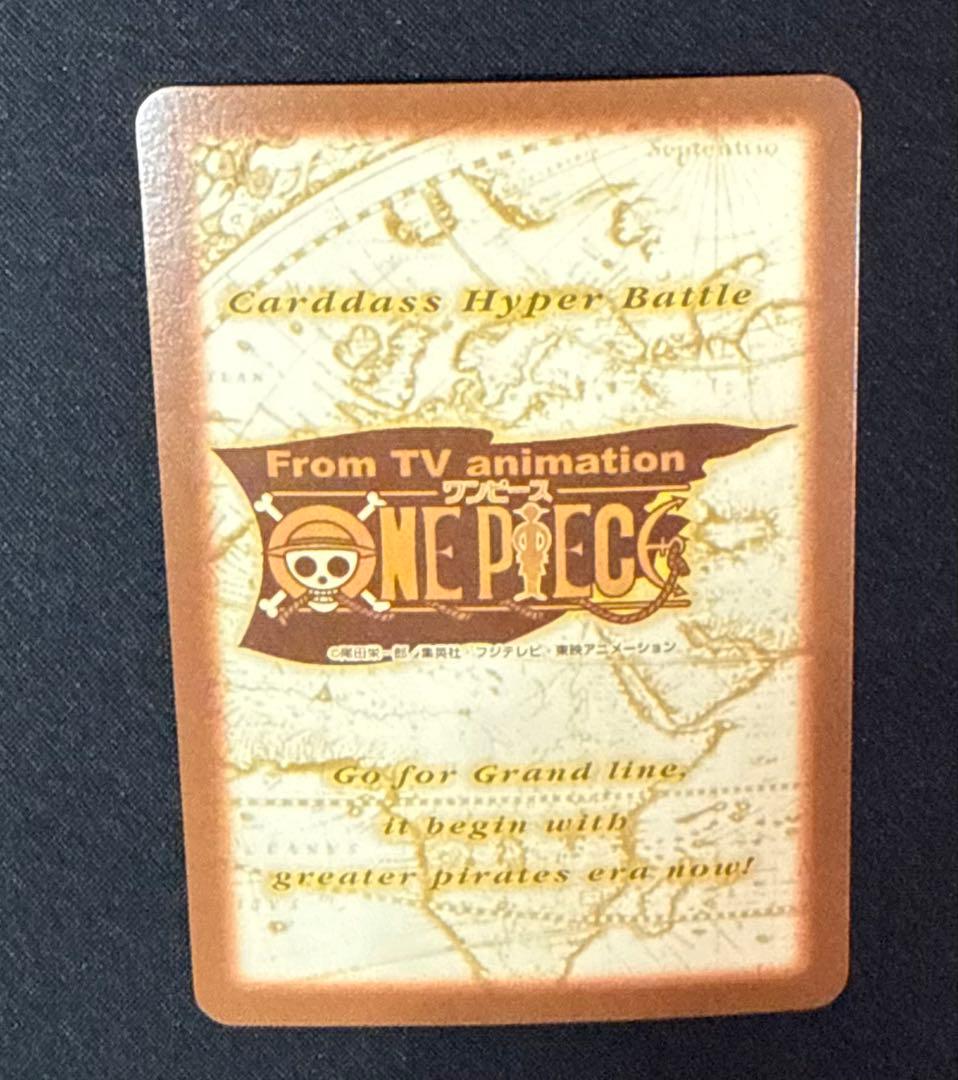 Septentrio
Carddass Hyper Battle
From TV animation
ワンピース
ONE PIECE
©尾田栄一郎/集英社・フジテレビ・東映アニメーション
Go for Grand line,
it begin with
greater pirates era now!